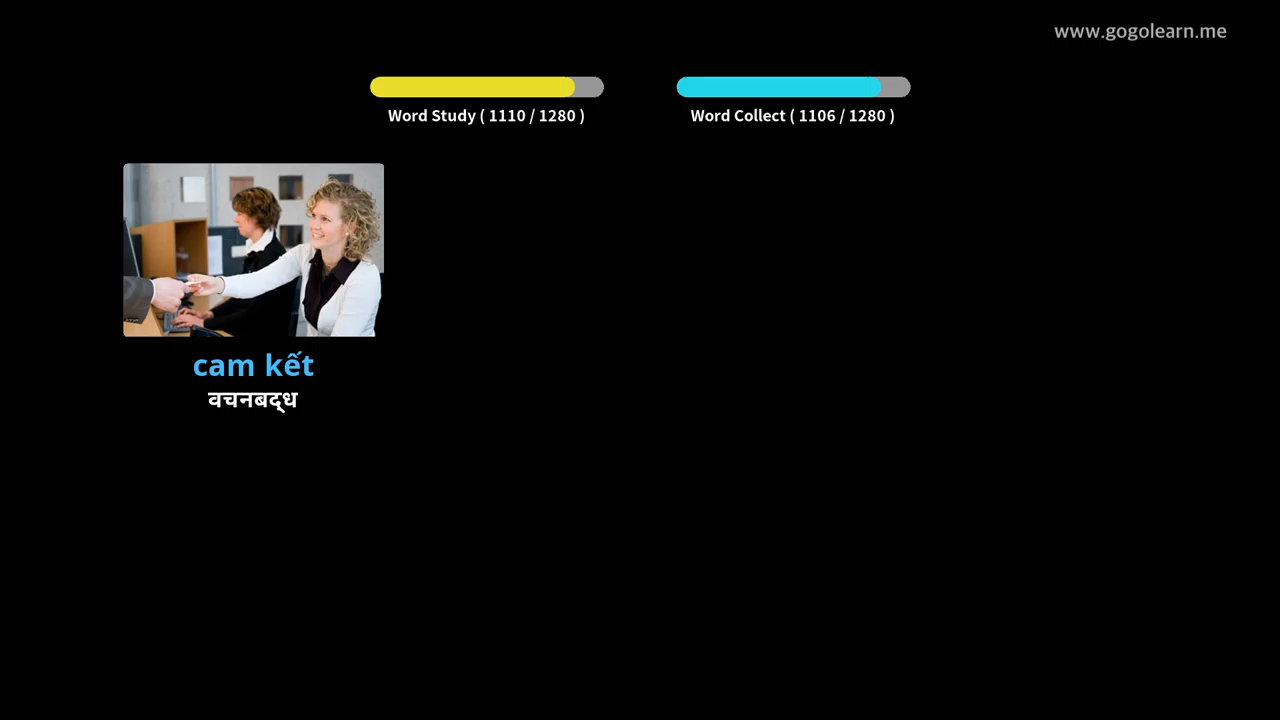 www.gogolearn.me
Word Study ( 1110 / 1280 )
Word Collect ( 1106 / 1280 )
cam kết
वचनबद्ध